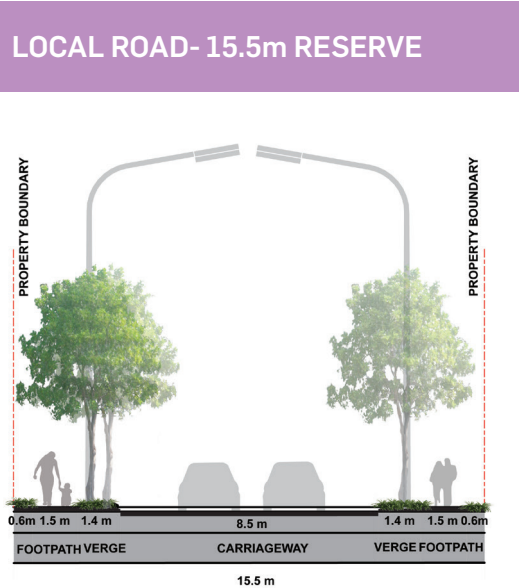 LOCAL ROAD- 15.5m RESERVE
PROPERTY BOUNDARY
PROPERTY BOUNDARY
0.6m 1.5 m 1.4 m 8.5 m 1.4 m 1.5 m 0.6m
FOOTPATH VERGE CARRIAGEWAY VERGE FOOTPATH
15.5 m